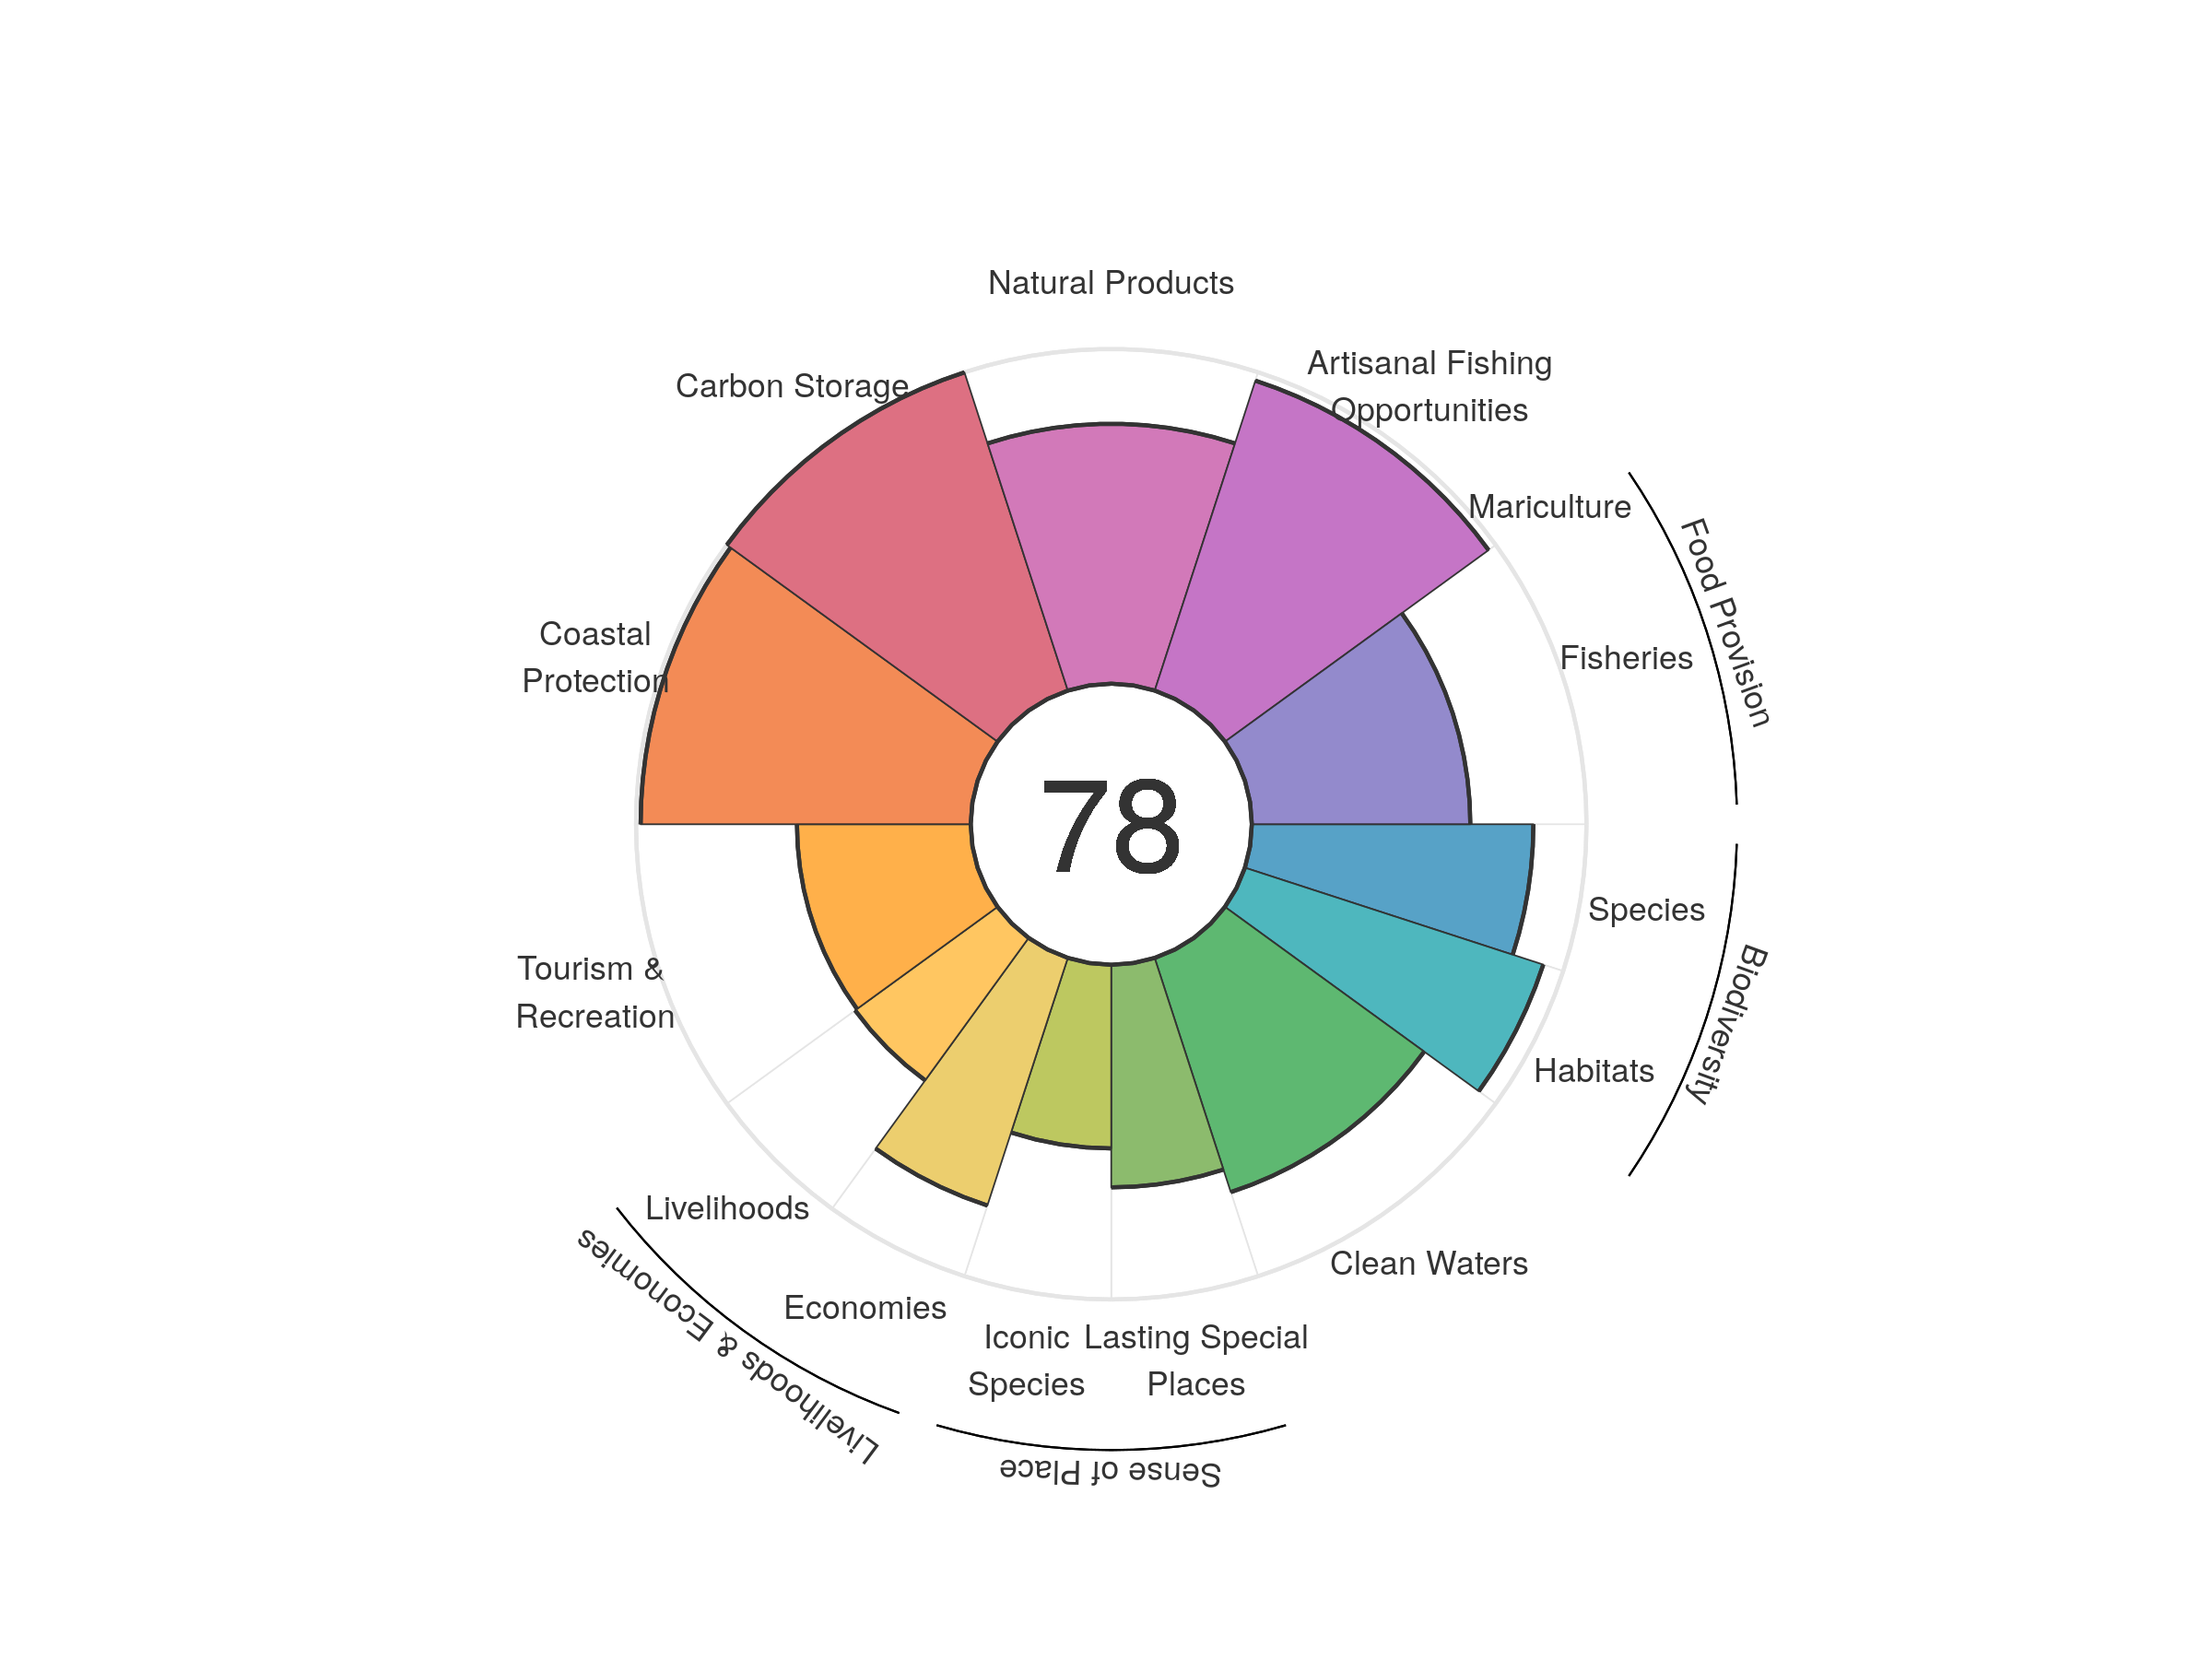 Natural Products
Artisanal Fishing
Opportunities
Carbon Storage
Mariculture
Food Provision
Fisheries
Coastal
Protection
78
Species
Biodiversity
Tourism &
Recreation
Habitats
Livelihoods
Livelihoods & Economies
Clean Waters
Economies
Iconic
Species
Lasting Special
Places
Sense of Place